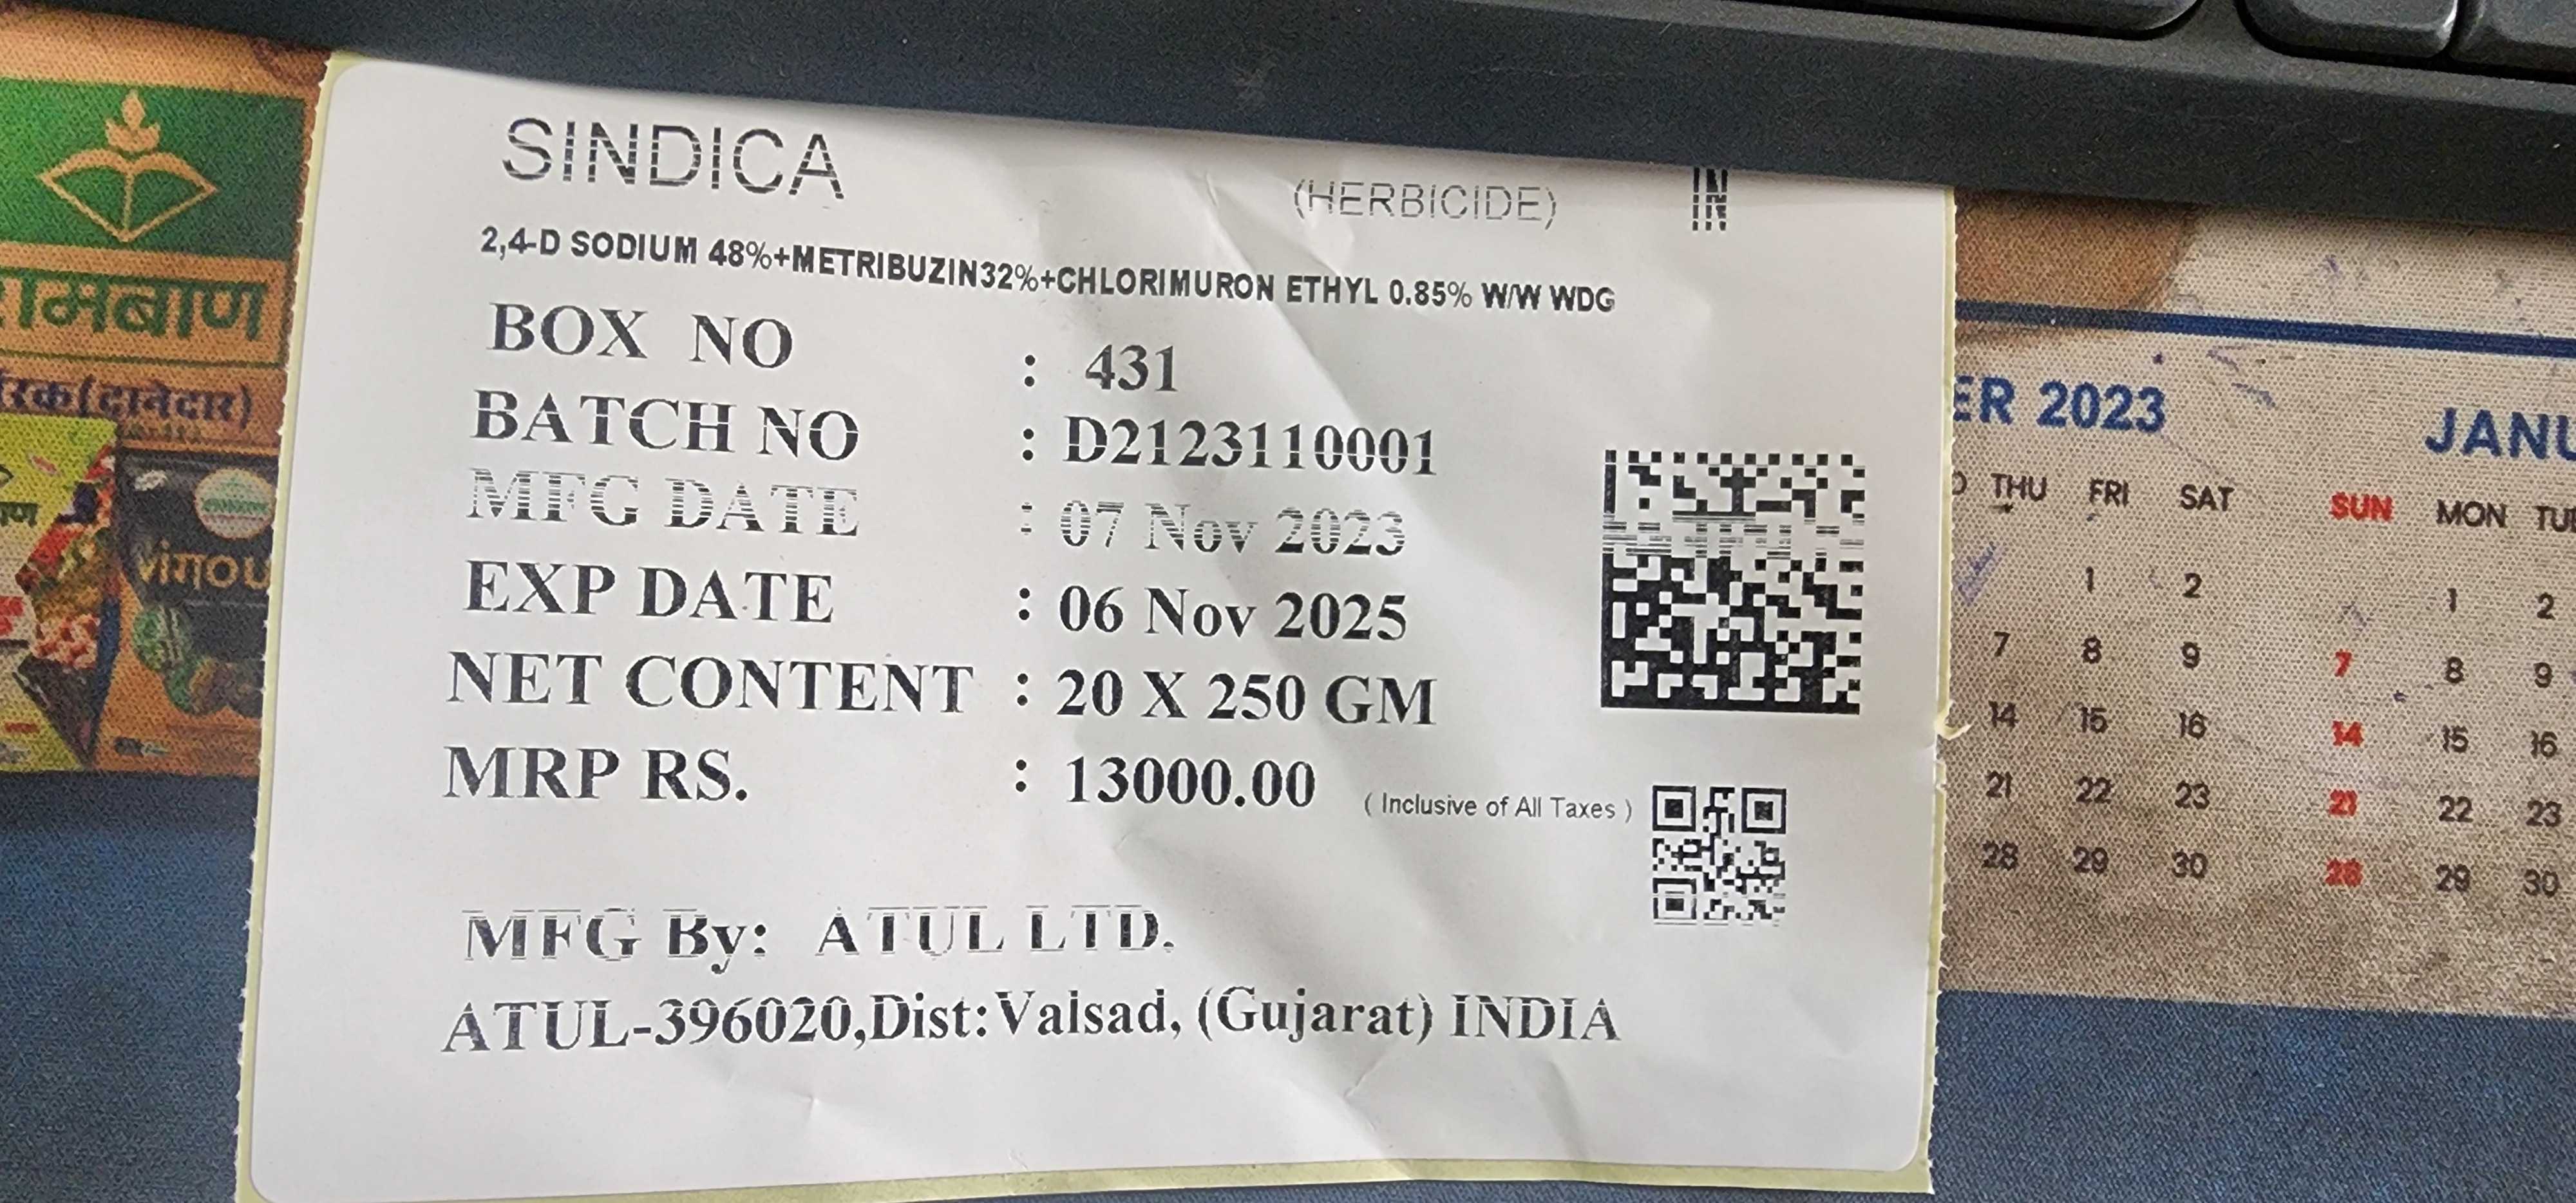 SINDICA (HERBICIDE) IN
2,4-D SODIUM 48%+METRIBUZIN32%+CHLORIMURON ETHYL 0.85% W/W WDG
BOX NO : 431
BATCH NO : D2123110001
MFG DATE : 07 Nov 2023
EXP DATE : 06 Nov 2025
NET CONTENT : 20 X 250 GM
MRP RS. : 13000.00 ( Inclusive of All Taxes )
MFG By: ATUL LTD.
ATUL-396020,Dist:Valsad, (Gujarat) INDIA
रामबाण
(दानेदार)
ER 2023
THU FRI SAT
1 2
7 8 9
14 15 16
21 22 23
28 29 30
JANU
SUN MON TUE
1 2
7 8 9
14 15 16
21 22 23
28 29 30